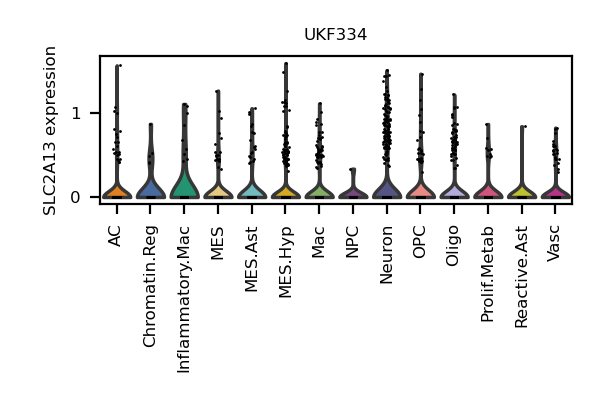 UKF334
SLC2A13 expression
1
0
AC
Chromatin.Reg
Inflammatory.Mac
MES
MES.Ast
MES.Hyp
Mac
NPC
Neuron
OPC
Oligo
Prolif.Metab
Reactive.Ast
Vasc